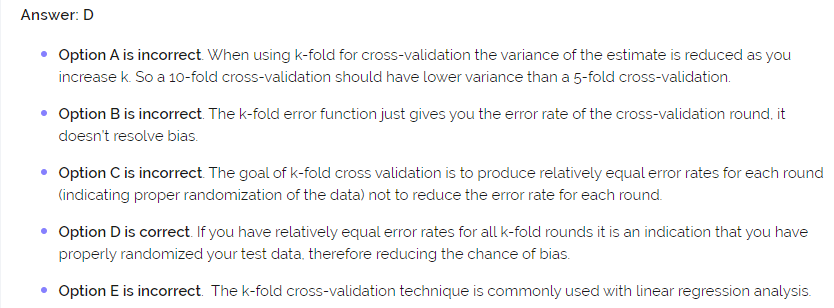 Answer: D
Option A is incorrect. When using k-fold for cross-validation the variance of the estimate is reduced as you
increase k. So a 10-fold cross-validation should have lower variance than a 5-fold cross-validation.
Option B is incorrect. The k-fold error function just gives you the error rate of the cross-validation round, it
doesn't resolve bias.
Option C is incorrect. The goal of k-fold cross validation is to produce relatively equal error rates for each round
(indicating proper randomization of the data) not to reduce the error rate for each round.
Option D is correct. If you have relatively equal error rates for all k-fold rounds it is an indication that you have
properly randomized your test data, therefore reducing the chance of bias.
Option E is incorrect. The k-fold cross-validation technique is commonly used with linear regression analysis.